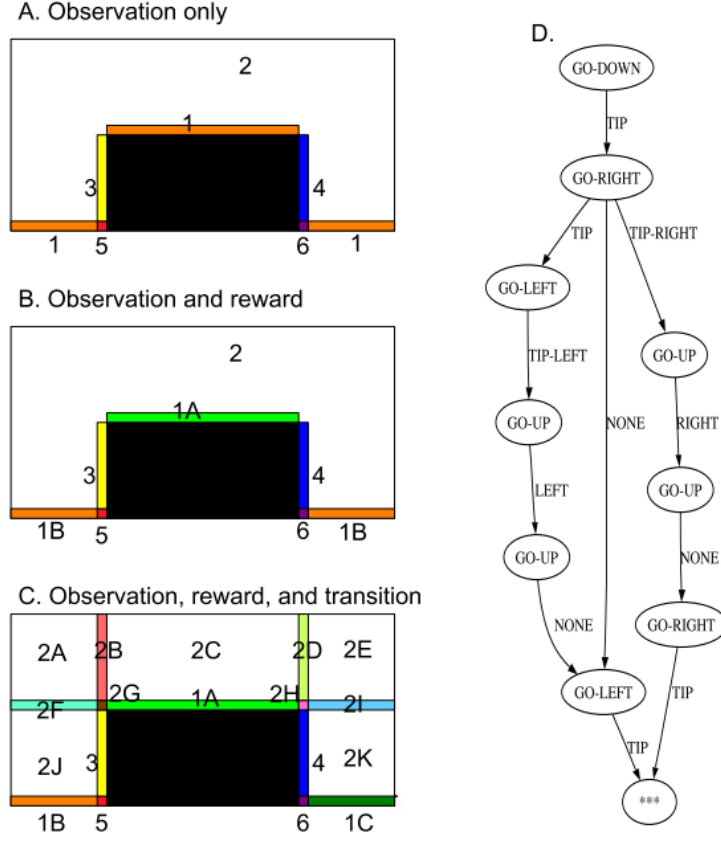 A. Observation only
2
1
3
4
1
5
6
1
B. Observation and reward
2
1A
3
4
1B
5
6
1B
C. Observation, reward, and transition
2A
2B
2C
2D
2E
2F
2G
1A
2H
2I
2J
3
4
2K
1B
5
6
1C
D.
GO-DOWN
TIP
GO-RIGHT
TIP
TIP-RIGHT
GO-LEFT
TIP-LEFT
GO-UP
GO-UP
NONE
RIGHT
LEFT
GO-UP
GO-UP
NONE
NONE
GO-RIGHT
GO-LEFT
TIP
TIP
***